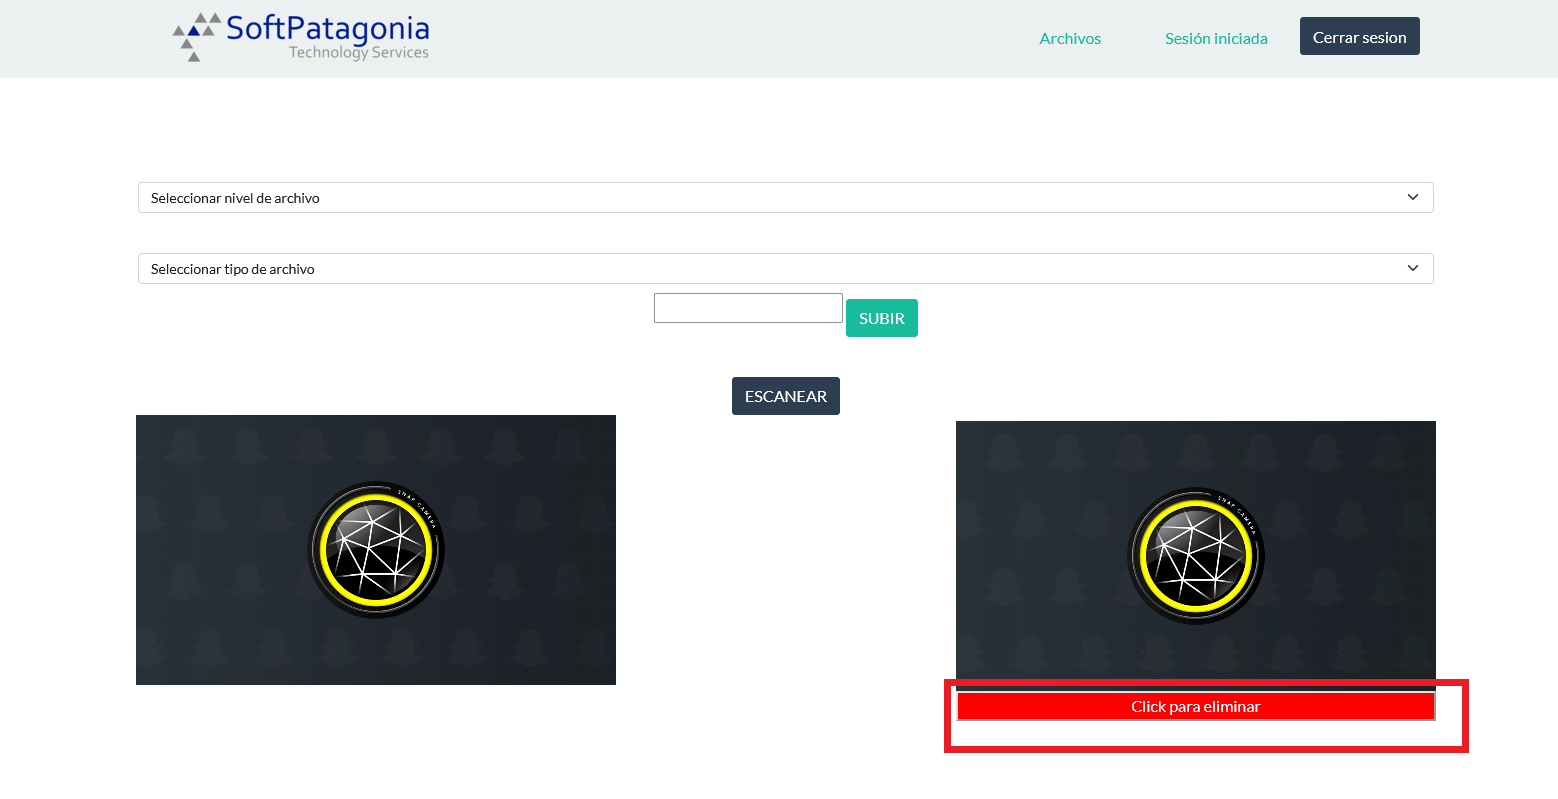 SoftPatagonia
Technology Services
Archivos
Sesión iniciada
Cerrar sesion
Seleccionar nivel de archivo
Seleccionar tipo de archivo
SUBIR
ESCANEAR
SNAP CAMERA
SNAP CAMERA
Click para eliminar